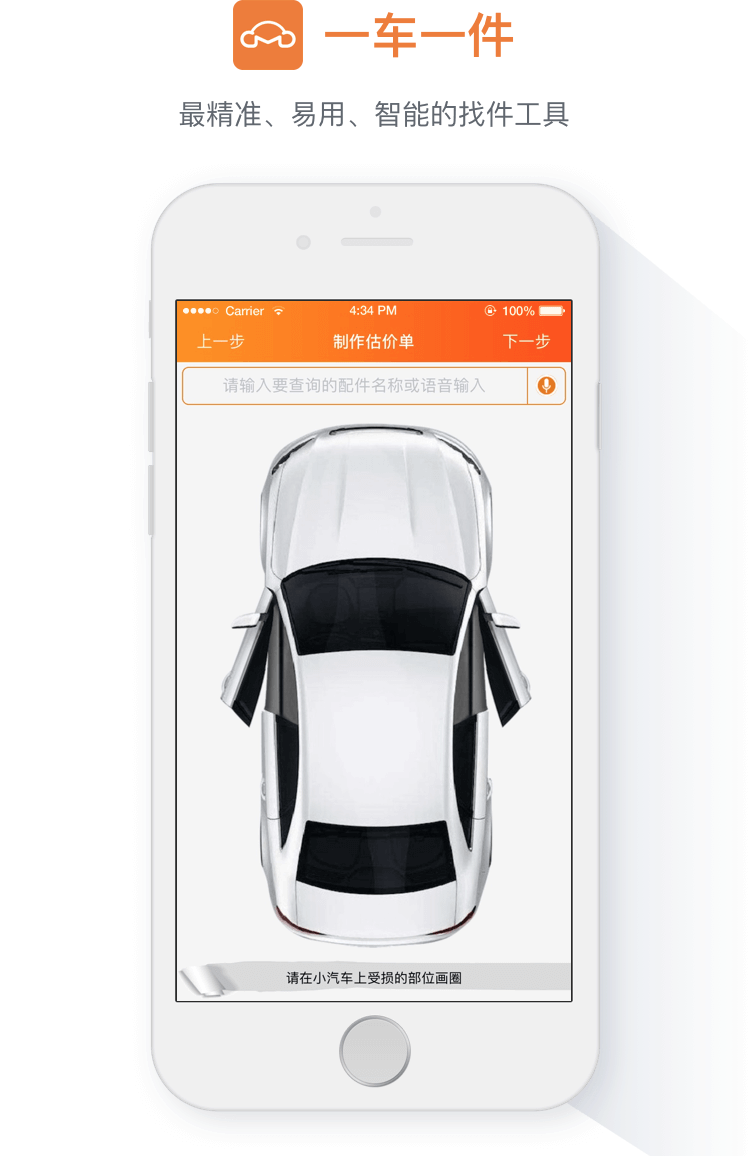 一车一件
最精准、易用、智能的找件工具
Carrier 4:34 PM 100%
上一步 制作估价单 下一步
请输入要查询的配件名称或语音输入
请在小汽车上受损的部位画圈